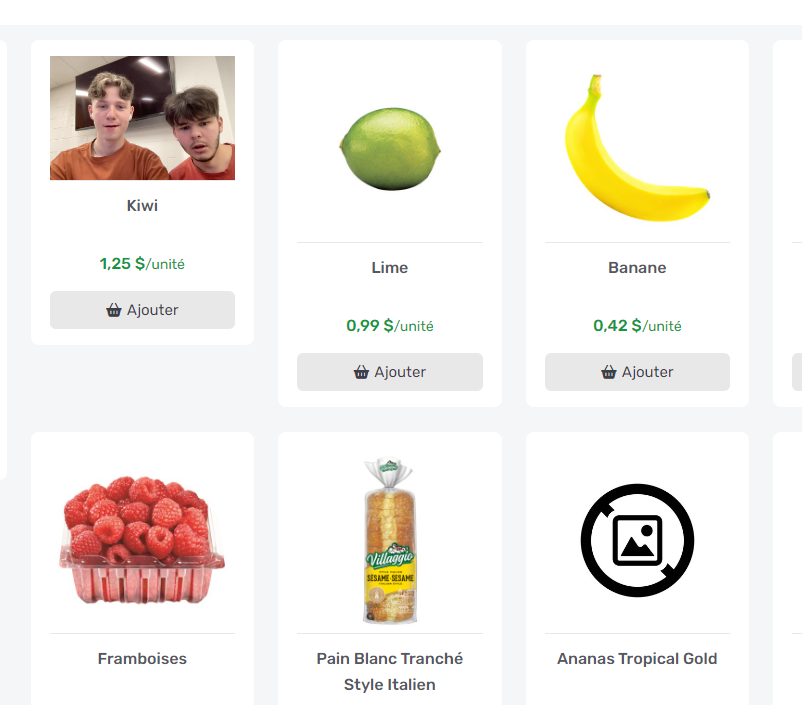 Kiwi
1,25 $/unité
Ajouter
Lime
0,99 $/unité
Ajouter
Banane
0,42 $/unité
Ajouter
Framboises
Villaggio
SESAME·SESAME
Pain Blanc Tranché
Style Italien
Ananas Tropical Gold